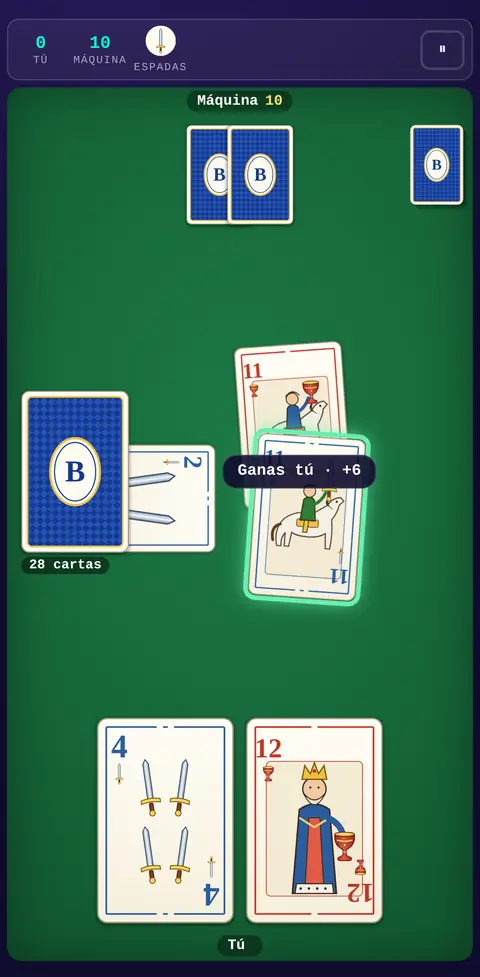 0
TÚ
10
MÁQUINA
ESPADAS
Máquina 10
B
B
B
11
11
Ganas tú · +6
11
B
2
28 cartas
4
4
12
12
Tú